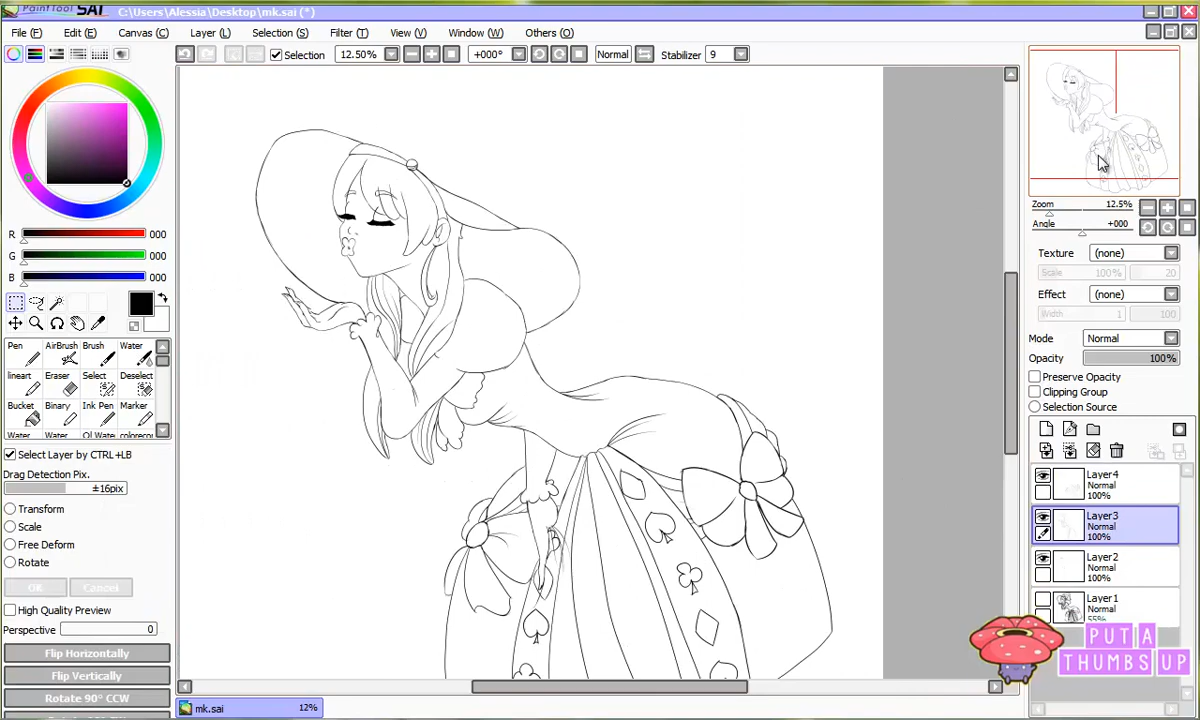 PaintTool SAI C:\Users\Alessia\Desktop\mk.sai (*)
File (F) Edit (E) Canvas (C) Layer (L) Selection (S) Filter (T) View (V) Window (W) Others (O)
Selection 12.50% +000° Normal Stabilizer 9
Zoom 12.5%
Angle +000
R 000
G 000
B 000
Texture (none)
Scale 100% 20
Effect (none)
Width 1 100
Mode Normal
Opacity 100%
Preserve Opacity
Clipping Group
Selection Source
Pen AirBrush Brush Water
lineart Eraser Select Deselect
Bucket Binary Ink Pen Marker
Water Water Oil Water colorcor
Select Layer by CTRL+LB
Drag Detection Pix.
±16pix
Transform
Scale
Free Deform
Rotate
OK Cancel
High Quality Preview
Perspective 0
Flip Horizontally
Flip Vertically
Rotate 90° CCW
Layer4
Normal
100%
Layer3
Normal
100%
Layer2
Normal
100%
Layer1
Normal
55%
PUT A
THUMBS UP
mk.sai 12%